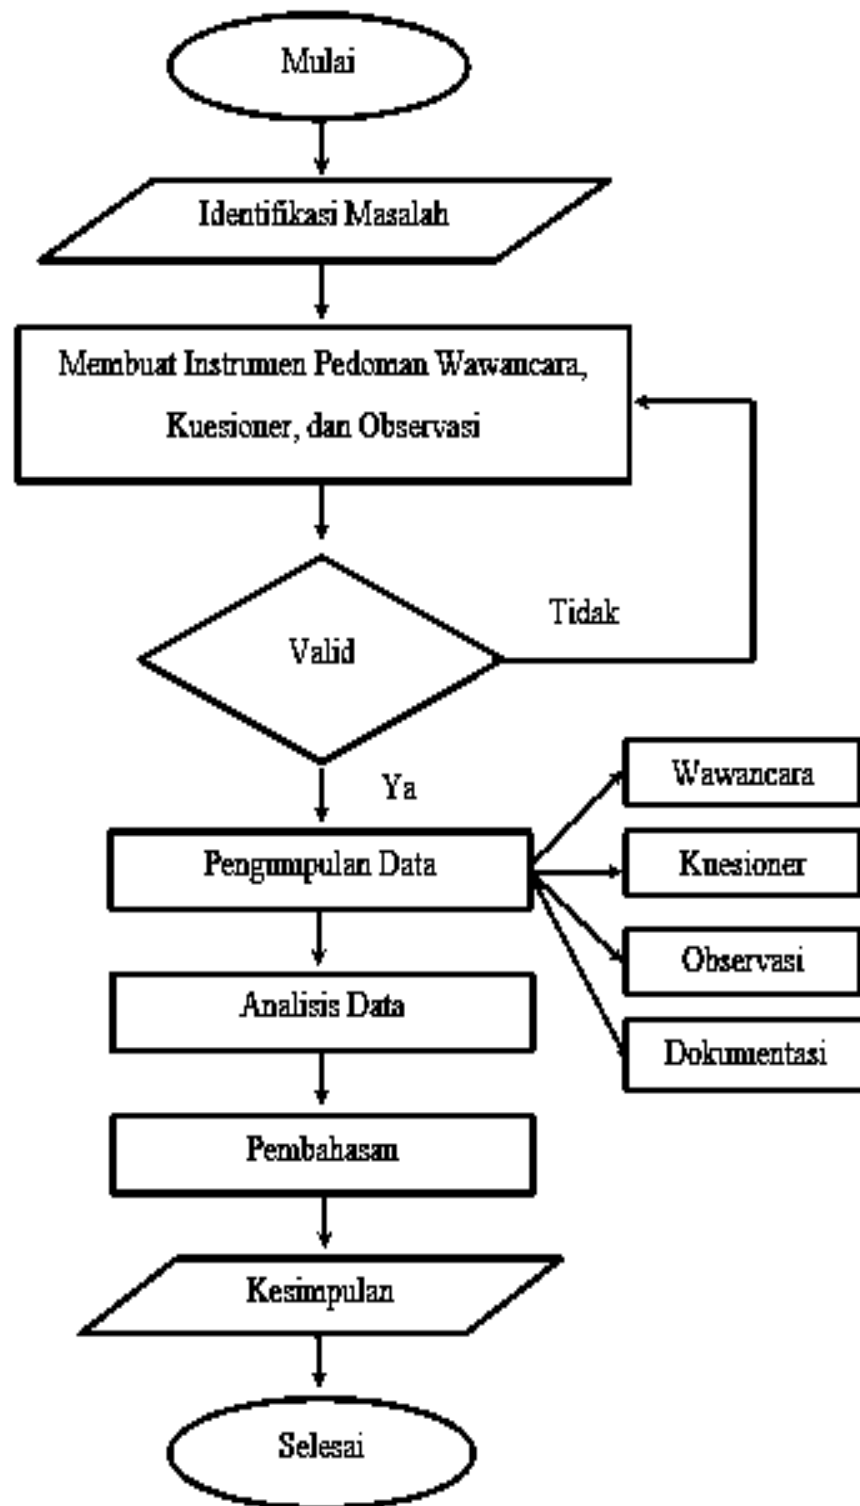 Mulai
Identifikasi Masalah
Membuat Instrumen Pedoman Wawancara,
Kuesioner, dan Observasi
Tidak
Valid
Ya
Wawancara
Pengumpulan Data
Kuesioner
Observasi
Analisis Data
Dokumentasi
Pembahasan
Kesimpulan
Selesai